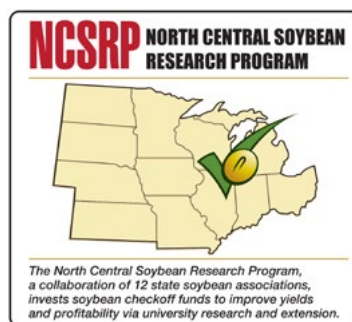 NCSRP NORTH CENTRAL SOYBEAN
RESEARCH PROGRAM
The North Central Soybean Research Program,
a collaboration of 12 state soybean associations,
invests soybean checkoff funds to improve yields
and profitability via university research and extension.